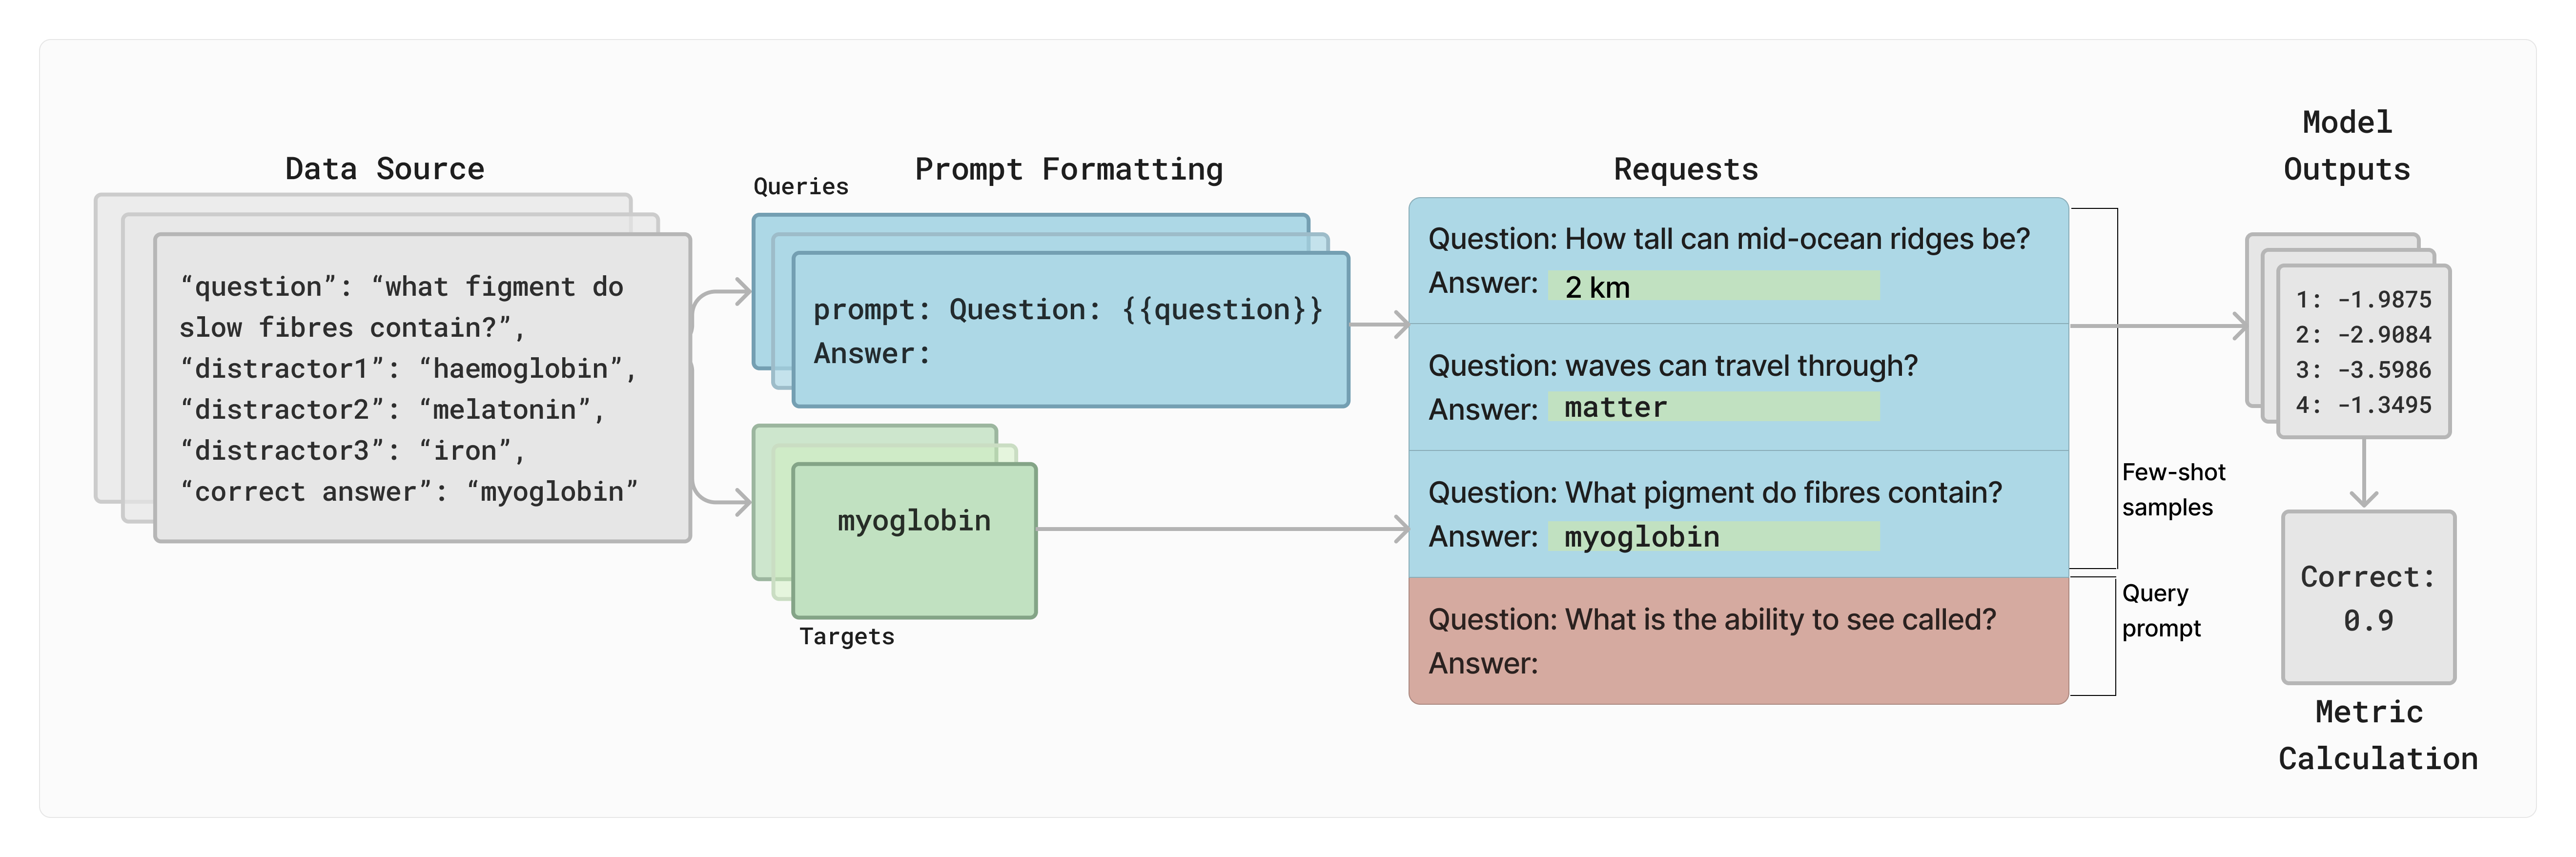 Data Source
“question”: “what figment do
slow fibres contain?”,
“distractor1”: “haemoglobin”,
“distractor2”: “melatonin”,
“distractor3”: “iron”,
“correct answer”: “myoglobin”
Prompt Formatting
Queries
prompt: Question: {{question}}
Answer:
myoglobin
Targets
Requests
Question: How tall can mid-ocean ridges be?
Answer: 2 km
Question: waves can travel through?
Answer: matter
Question: What pigment do fibres contain?
Answer: myoglobin
Question: What is the ability to see called?
Answer:
Few-shot
samples
Query
prompt
Model
Outputs
1: -1.9875
2: -2.9084
3: -3.5986
4: -1.3495
Correct:
0.9
Metric
Calculation